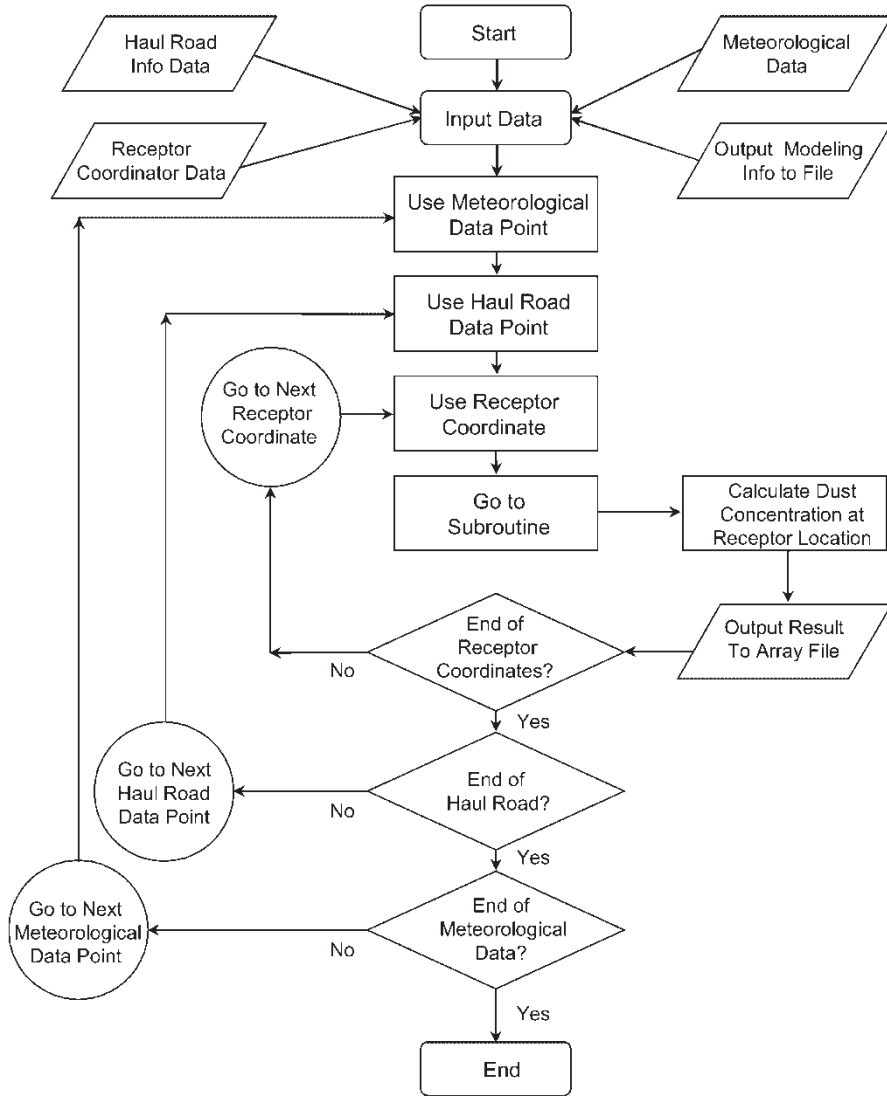 Start
Haul Road
Info Data
Meteorological
Data
Input Data
Receptor
Coordinator Data
Output Modeling
Info to File
Use Meteorological
Data Point
Use Haul Road
Data Point
Go to Next
Receptor
Coordinate
Use Receptor
Coordinate
Go to
Subroutine
Calculate Dust
Concentration at
Receptor Location
Output Result
To Array File
End of
Receptor
Coordinates?
No
Yes
Go to Next
Haul Road
Data Point
End of
Haul Road?
No
Yes
Go to Next
Meteorological
Data Point
End of
Meteorological
Data?
No
Yes
End